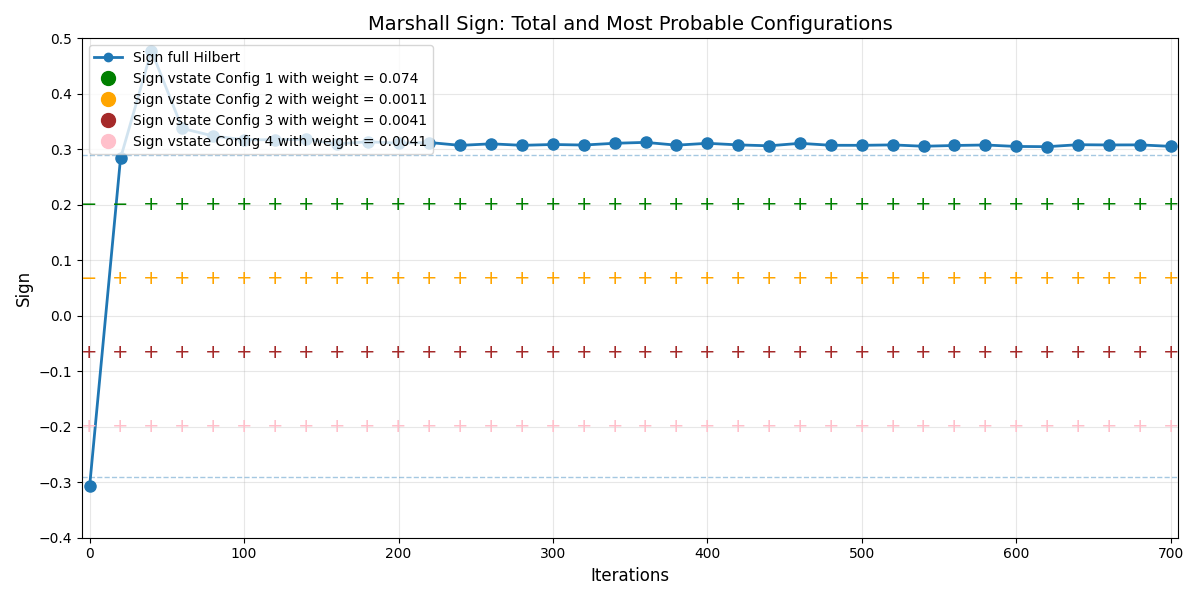 Marshall Sign: Total and Most Probable Configurations
Sign full Hilbert
Sign vstate Config 1 with weight = 0.074
Sign vstate Config 2 with weight = 0.0011
Sign vstate Config 3 with weight = 0.0041
Sign vstate Config 4 with weight = 0.0041
Sign
0.5
0.4
0.3
0.2
0.1
0.0
−0.1
−0.2
−0.3
−0.4
0 100 200 300 400 500 600 700
Iterations